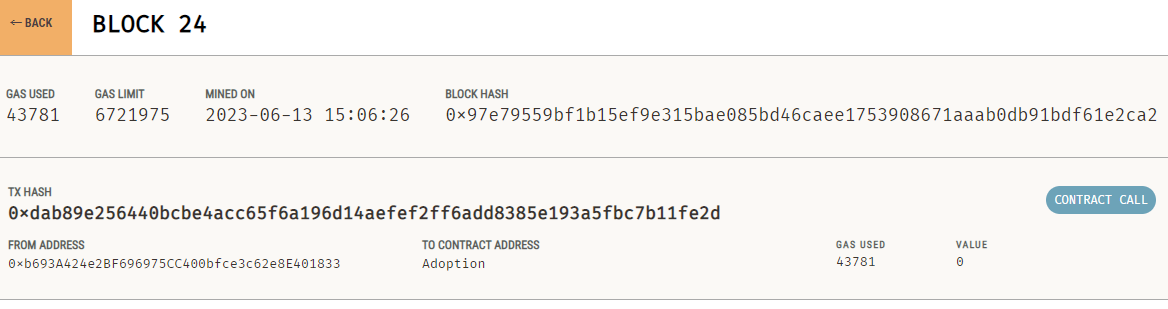 ← BACK
BLOCK 24
GAS USED GAS LIMIT MINED ON BLOCK HASH
43781 6721975 2023-06-13 15:06:26 0×97e79559bf1b15ef9e315bae085bd46caee1753908671aaab0db91bdf61e2ca2
TX HASH
0×dab89e256440bcbe4acc65f6a196d14aefef2ff6add8385e193a5fbc7b11fe2d
CONTRACT CALL
FROM ADDRESS TO CONTRACT ADDRESS GAS USED VALUE
0×b693A424e2BF696975CC400bfce3c62e8E401833 Adoption 43781 0